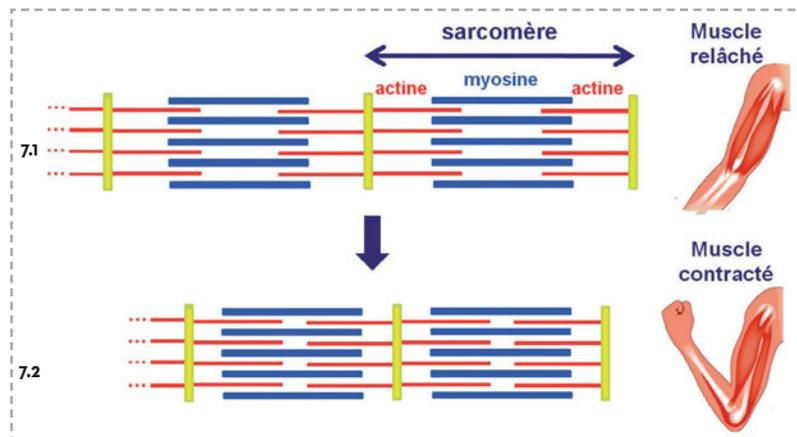 sarcomère
Muscle
relâché
actine
myosine
actine
7.1
Muscle
contracté
7.2